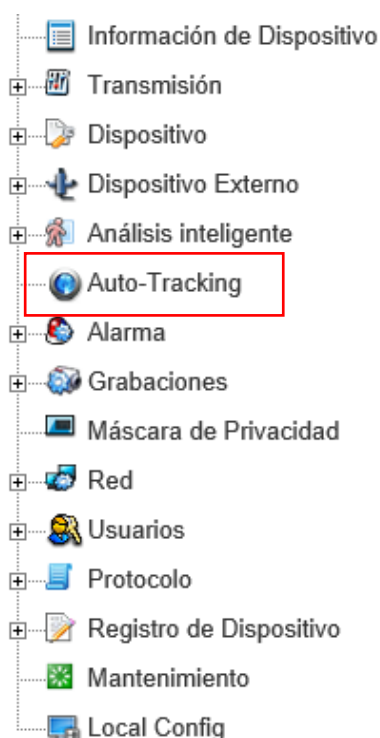 Información de Dispositivo
Transmisión
Dispositivo
Dispositivo Externo
Análisis inteligente
Auto-Tracking
Alarma
Grabaciones
Máscara de Privacidad
Red
Usuarios
Protocolo
Registro de Dispositivo
Mantenimiento
Local Config